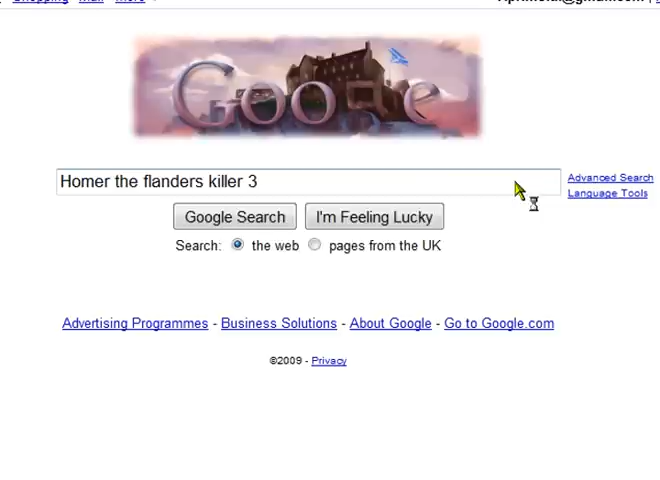 Shopping Mail more
Google
Homer the flanders killer 3
Advanced Search
Language Tools
Google Search I'm Feeling Lucky
Search: the web pages from the UK
Advertising Programmes - Business Solutions - About Google - Go to Google.com
©2009 - Privacy